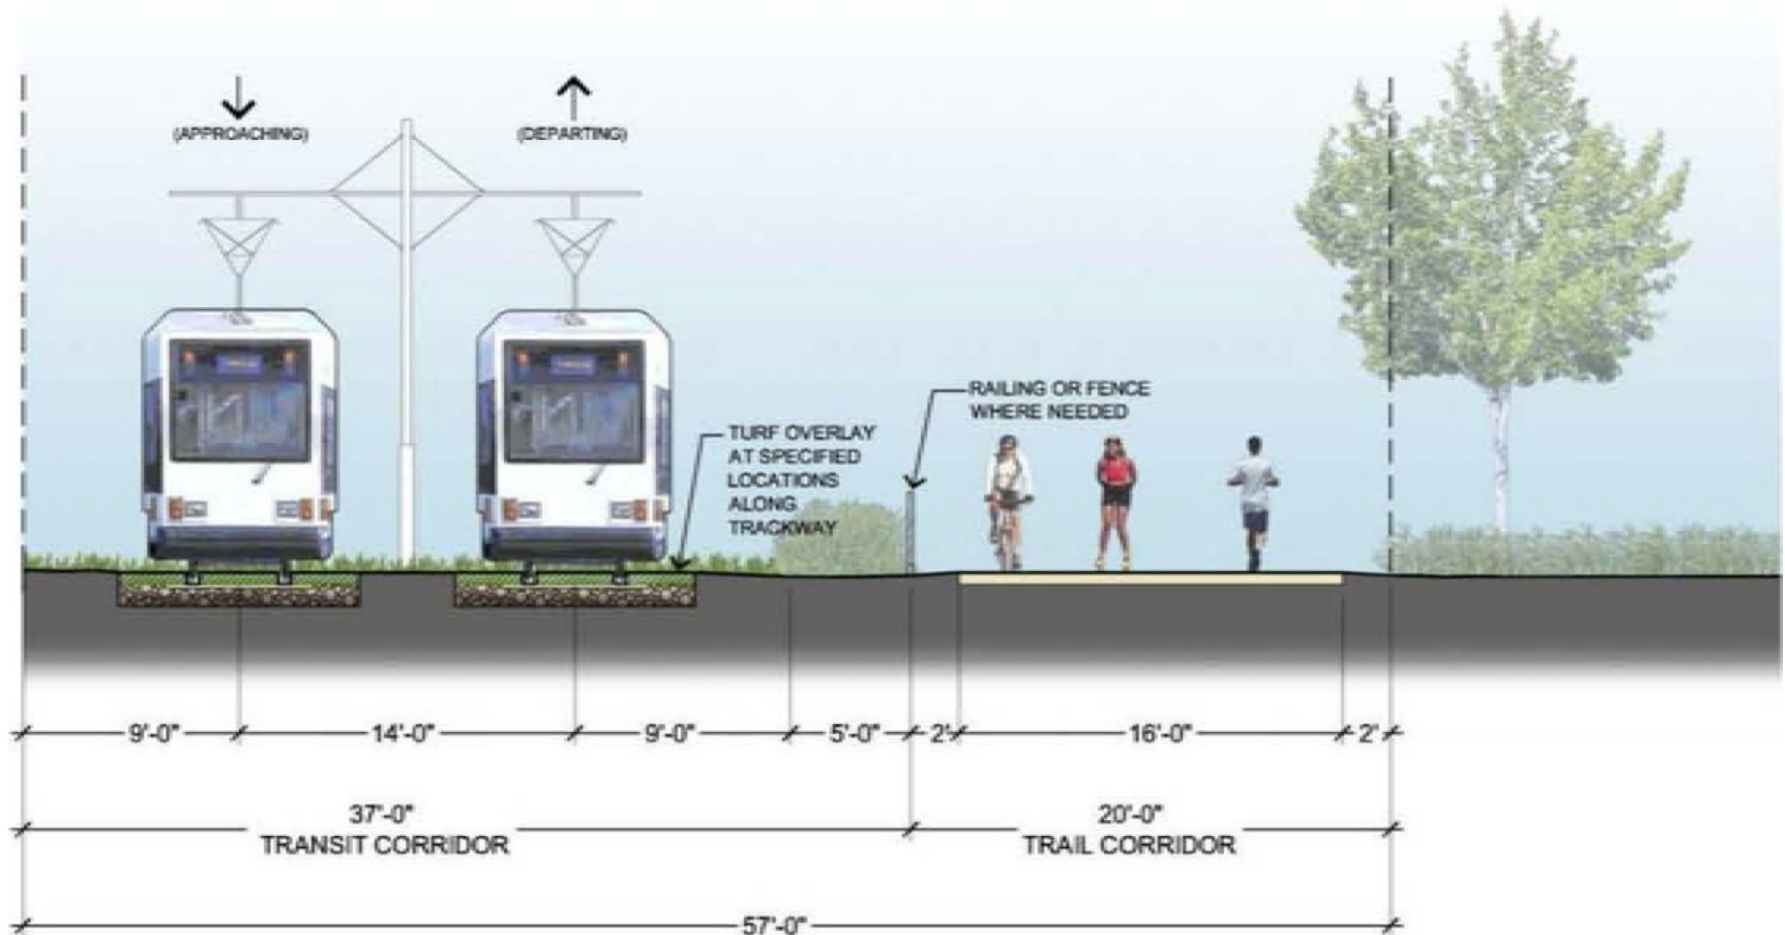 (APPROACHING)
(DEPARTING)
RAILING OR FENCE
WHERE NEEDED
TURF OVERLAY
AT SPECIFIED
LOCATIONS
ALONG
TRACKWAY
9'-0" 14'-0" 9'-0" 5'-0" 2' 16'-0" 2'
37'-0"
TRANSIT CORRIDOR
20'-0"
TRAIL CORRIDOR
57'-0"